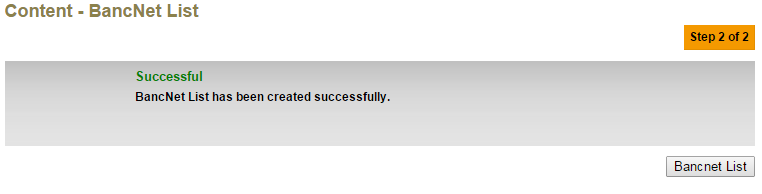 Content - BancNet List
Step 2 of 2
Successful
BancNet List has been created successfully.
Bancnet List